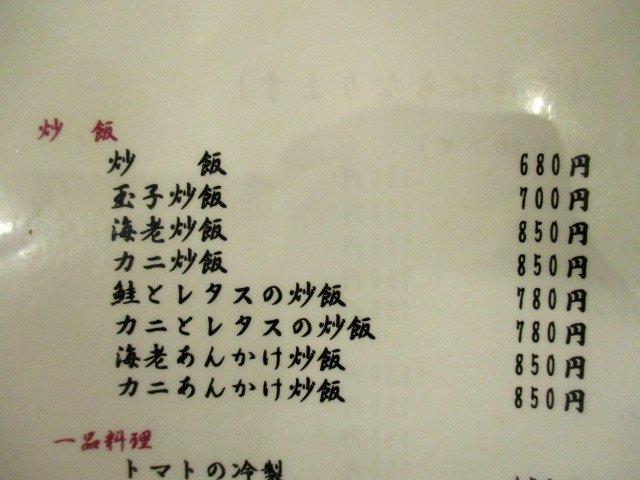 炒飯
炒飯 680円
玉子炒飯 700円
海老炒飯 850円
カニ炒飯 850円
鮭とレタスの炒飯 780円
カニとレタスの炒飯 780円
海老あんかけ炒飯 850円
カニあんかけ炒飯 850円
一品料理
トマトの冷製